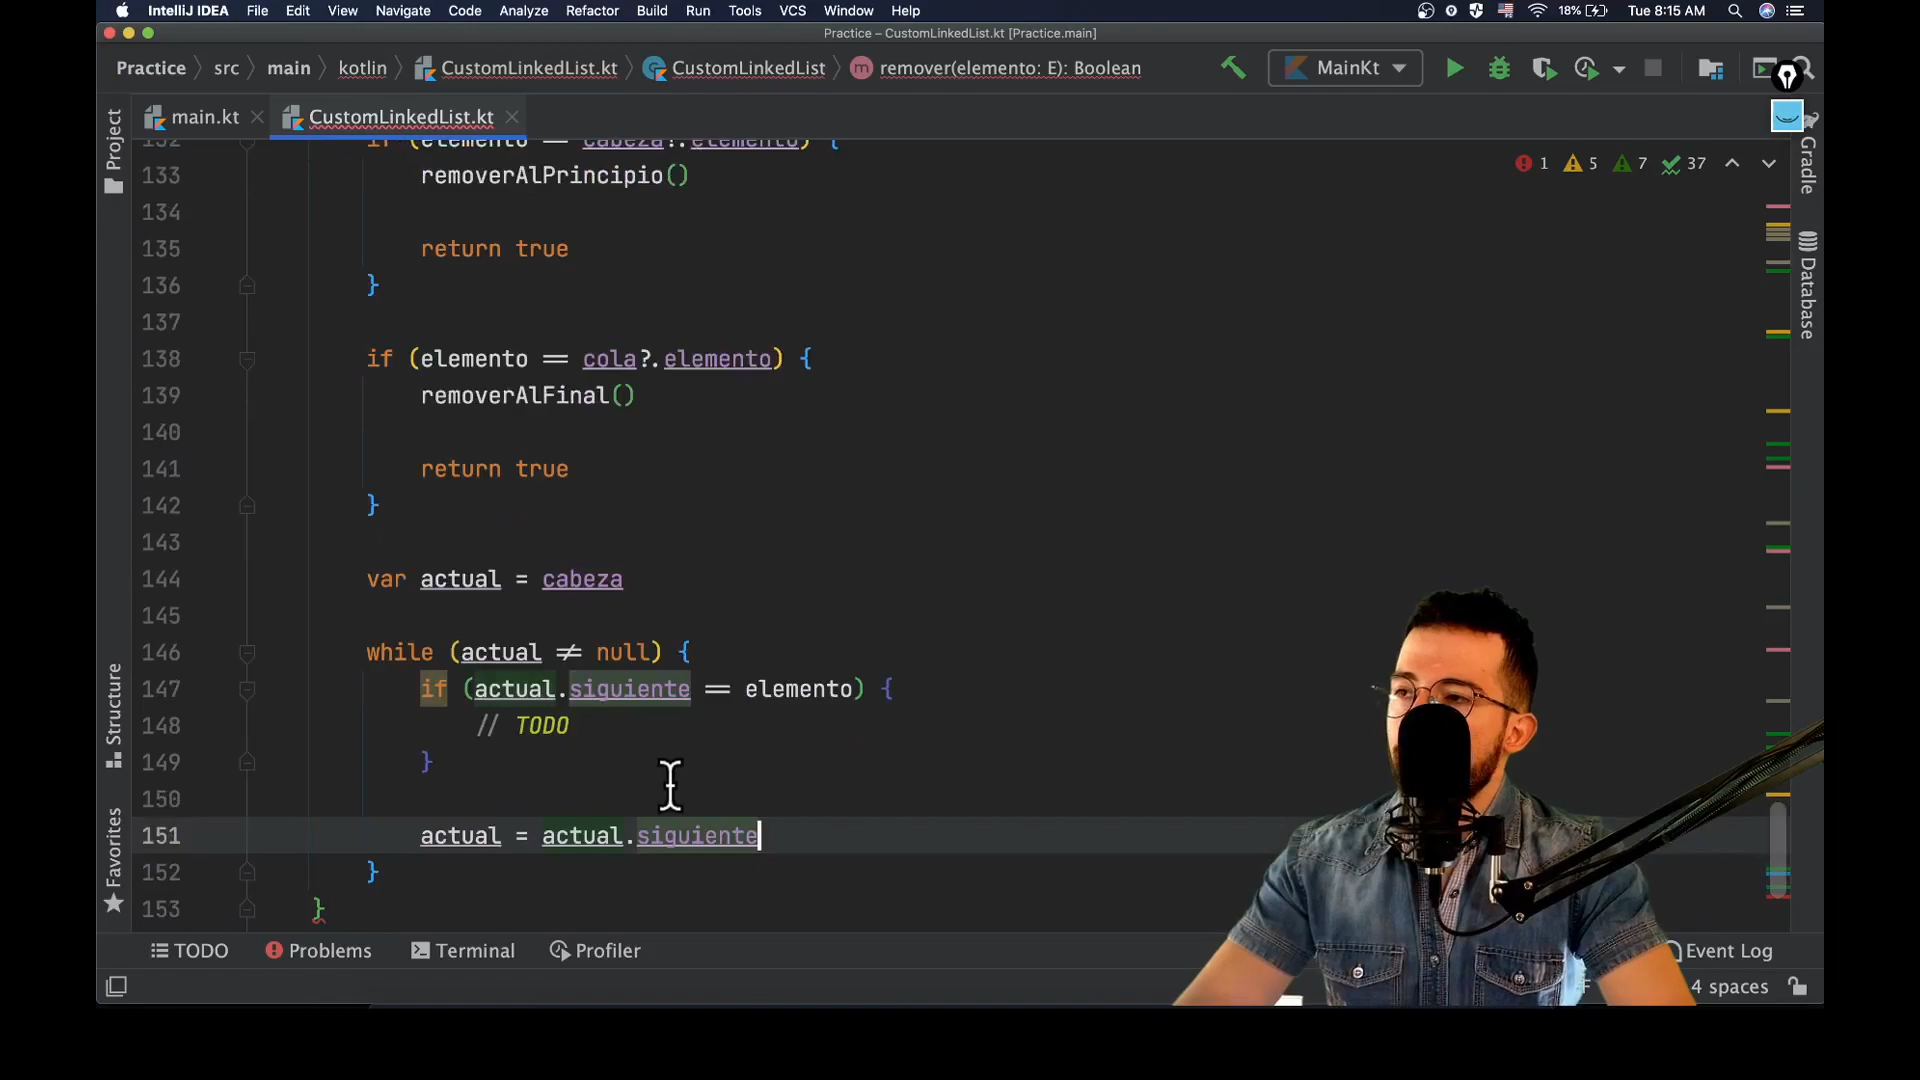 IntelliJ IDEA File Edit View Navigate Code Analyze Refactor Build Run Tools VCS Window Help 18% Tue 8:15 AM
Practice – CustomLinkedList.kt [Practice.main]
Practice src main kotlin CustomLinkedList.kt CustomLinkedList m remover(elemento: E): Boolean MainKt
main.kt CustomLinkedList.kt
Project
Structure
Favorites
Gradle
Database
1 5 7 37
132 if (elemento == cabeza?.elemento) {
133 removerAlPrincipio()
134
135 return true
136 }
137
138 if (elemento == cola?.elemento) {
139 removerAlFinal()
140
141 return true
142 }
143
144 var actual = cabeza
145
146 while (actual ≠ null) {
147 if (actual.siguiente == elemento) {
148 // TODO
149 }
150
151 actual = actual.siguiente
152 }
153 }
TODO Problems Terminal Profiler Event Log
4 spaces